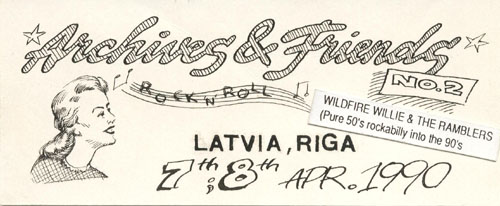 Archives & Friends
NO.2
ROCK N ROLL
WILDFIRE WILLIE & THE RAMBLERS
(Pure 50's rockabilly into the 90's
LATVIA, RIGA
7th; 8th APR. 1990